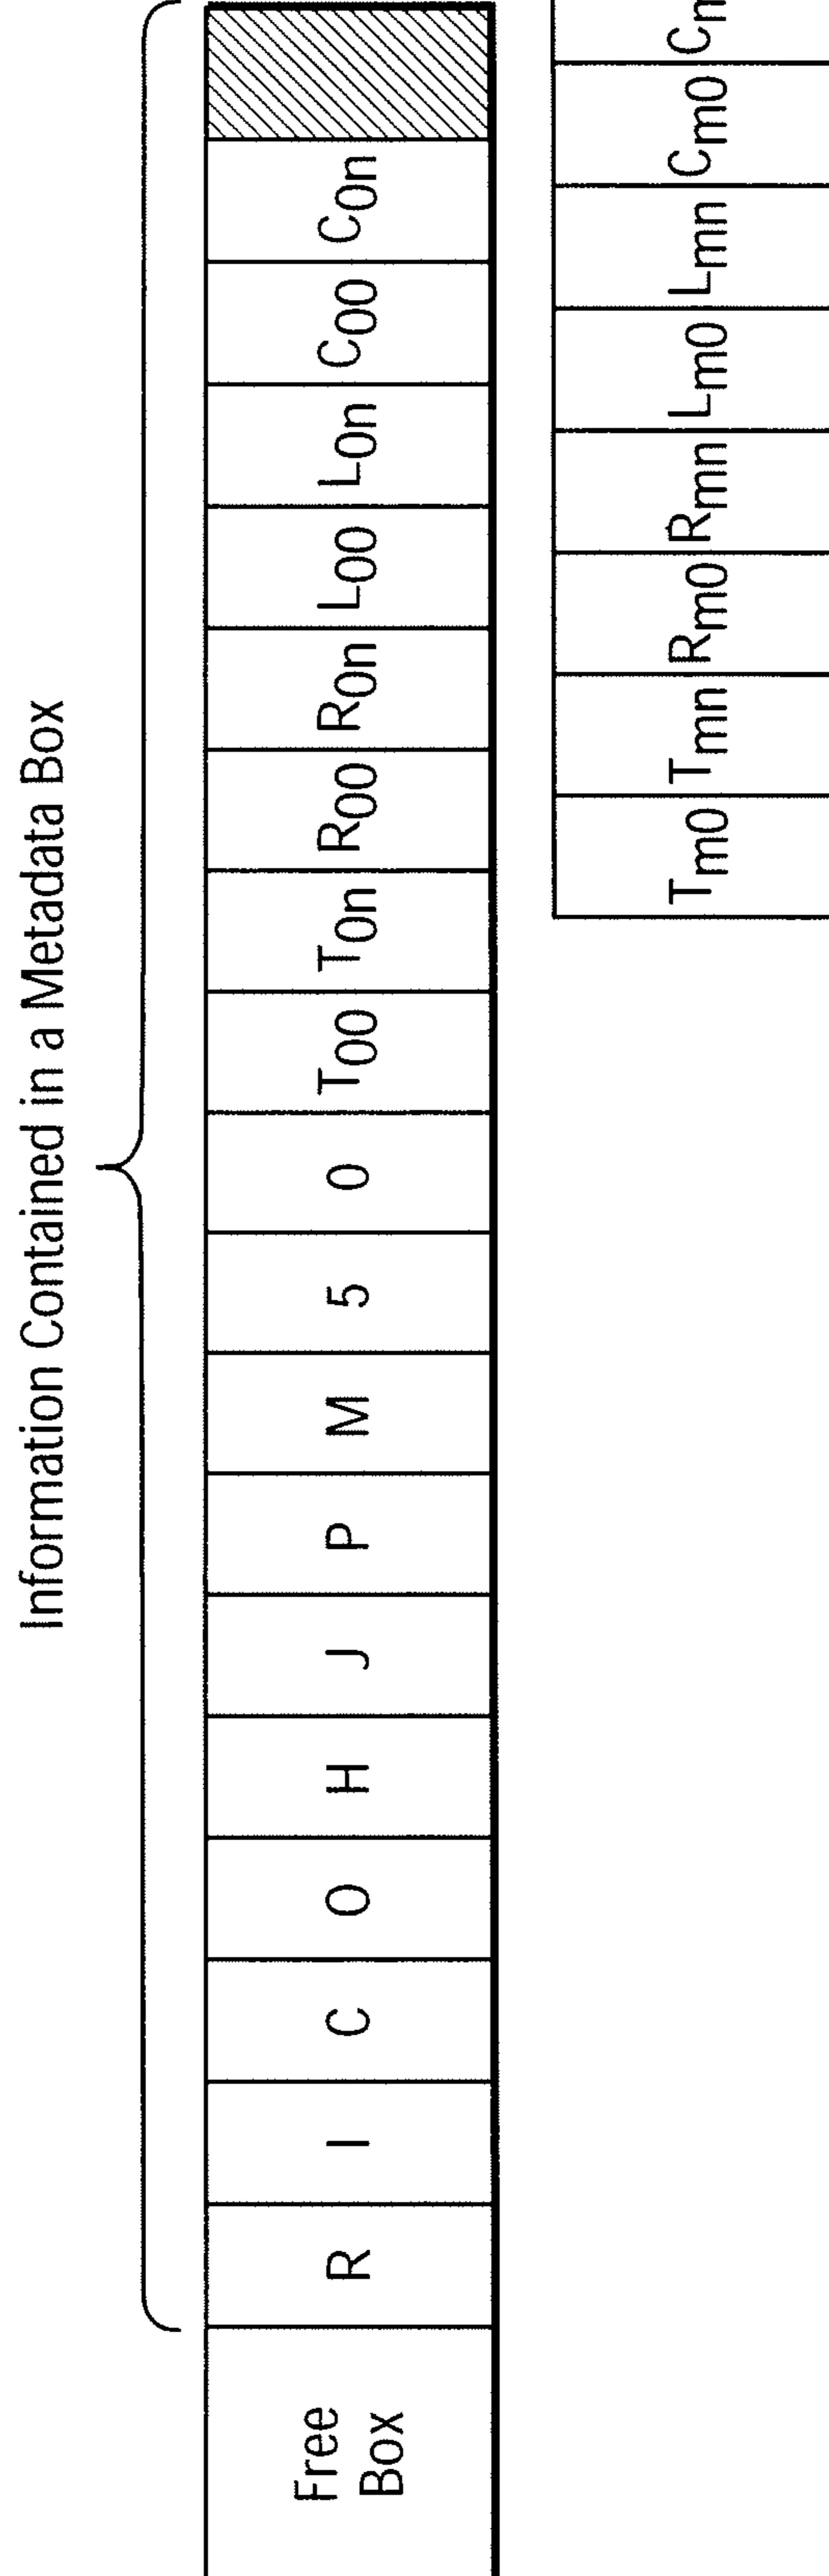 Information Contained in a Metadata Box
Free
Box
R I C O H J P M 5 0 T00 T0n R00 R0n L00 L0n C00 C0n
Tm0 Tmn Rm0 Rmn Lm0 Lmn Cm0